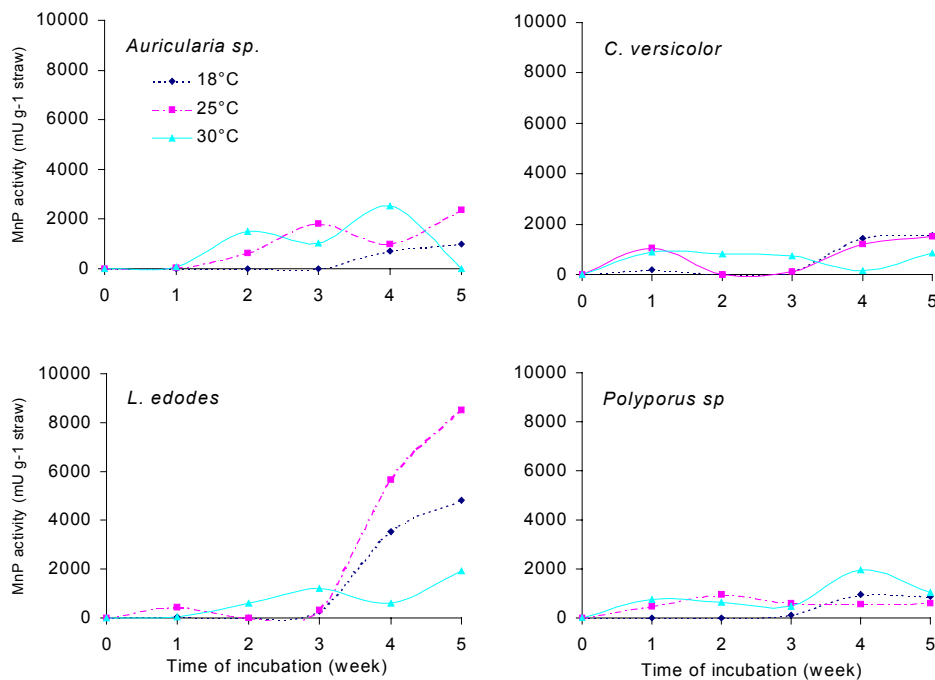 10000
8000
6000
4000
2000
0
MnP activity (mU g-1 straw)
Auricularia sp.
18°C
25°C
30°C
0 1 2 3 4 5
10000
8000
6000
4000
2000
0
C. versicolor
0 1 2 3 4 5
10000
8000
6000
4000
2000
0
MnP activity (mU g-1 straw)
L. edodes
0 1 2 3 4 5
Time of incubation (week)
10000
8000
6000
4000
2000
0
Polyporus sp
0 1 2 3 4 5
Time of incubation (week)